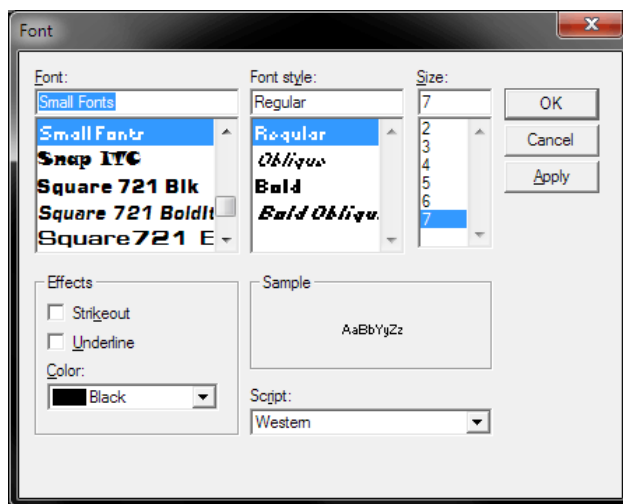 Font
Font:
Small Fonts
Small Fonts
Snap ITC
Square 721 Blk
Square 721 BoldIt
Square721 E
Font style:
Regular
Regular
Oblique
Bold
Bold Obliqu
Size:
7
2
3
4
5
6
7
OK
Cancel
Apply
Effects
Strikeout
Underline
Color:
Black
Sample
AaBbYyZz
Script:
Western